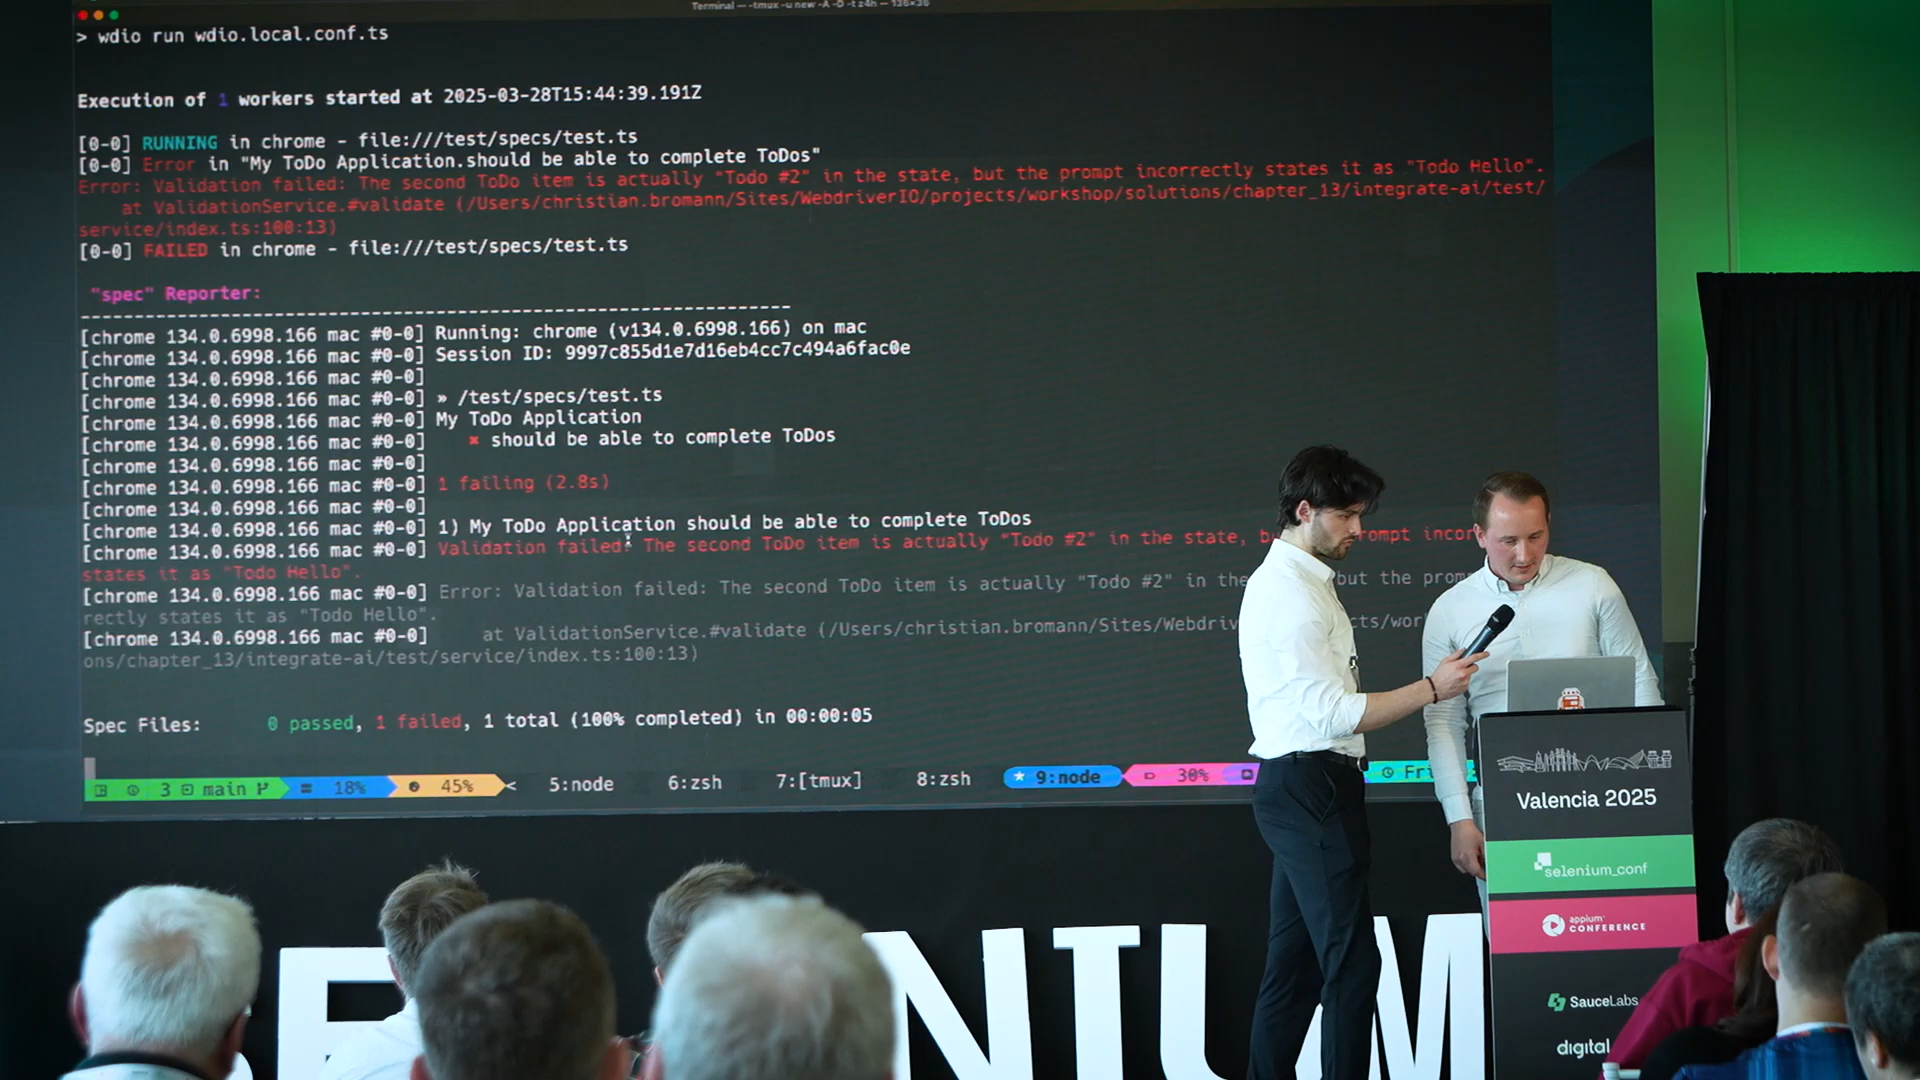 Terminal — -tmux -u new -A -D -t z4h — 136×36
> wdio run wdio.local.conf.ts
Execution of 1 workers started at 2025-03-28T15:44:39.191Z
[0-0] RUNNING in chrome - file:///test/specs/test.ts
[0-0] Error in "My ToDo Application.should be able to complete ToDos"
Error: Validation failed: The second ToDo item is actually "Todo #2" in the state, but the prompt incorrectly states it as "Todo Hello".
at ValidationService.#validate (/Users/christian.bromann/Sites/WebdriverIO/projects/workshop/solutions/chapter_13/integrate-ai/test/
service/index.ts:100:13)
[0-0] FAILED in chrome - file:///test/specs/test.ts
"spec" Reporter:
------------------------------------------------------------------
[chrome 134.0.6998.166 mac #0-0] Running: chrome (v134.0.6998.166) on mac
[chrome 134.0.6998.166 mac #0-0] Session ID: 9997c855d1e7d16eb4cc7c494a6fac0e
[chrome 134.0.6998.166 mac #0-0]
[chrome 134.0.6998.166 mac #0-0] » /test/specs/test.ts
[chrome 134.0.6998.166 mac #0-0] My ToDo Application
[chrome 134.0.6998.166 mac #0-0] ✖ should be able to complete ToDos
[chrome 134.0.6998.166 mac #0-0]
[chrome 134.0.6998.166 mac #0-0] 1 failing (2.8s)
[chrome 134.0.6998.166 mac #0-0]
[chrome 134.0.6998.166 mac #0-0] 1) My ToDo Application should be able to complete ToDos
[chrome 134.0.6998.166 mac #0-0] Validation failed: The second ToDo item is actually "Todo #2" in the state, b rompt incor
states it as "Todo Hello".
[chrome 134.0.6998.166 mac #0-0] Error: Validation failed: The second ToDo item is actually "Todo #2" in the but the prom
rectly states it as "Todo Hello".
[chrome 134.0.6998.166 mac #0-0] at ValidationService.#validate (/Users/christian.bromann/Sites/Webdriv cts/wor
ons/chapter_13/integrate-ai/test/service/index.ts:100:13)
Spec Files: 0 passed, 1 failed, 1 total (100% completed) in 00:00:05
3 main 18% 45% < 5:node 6:zsh 7:[tmux] 8:zsh * 9:node 30% Fri
Valencia 2025
selenium_conf
appium
CONFERENCE
SauceLabs
digital
E NIUM